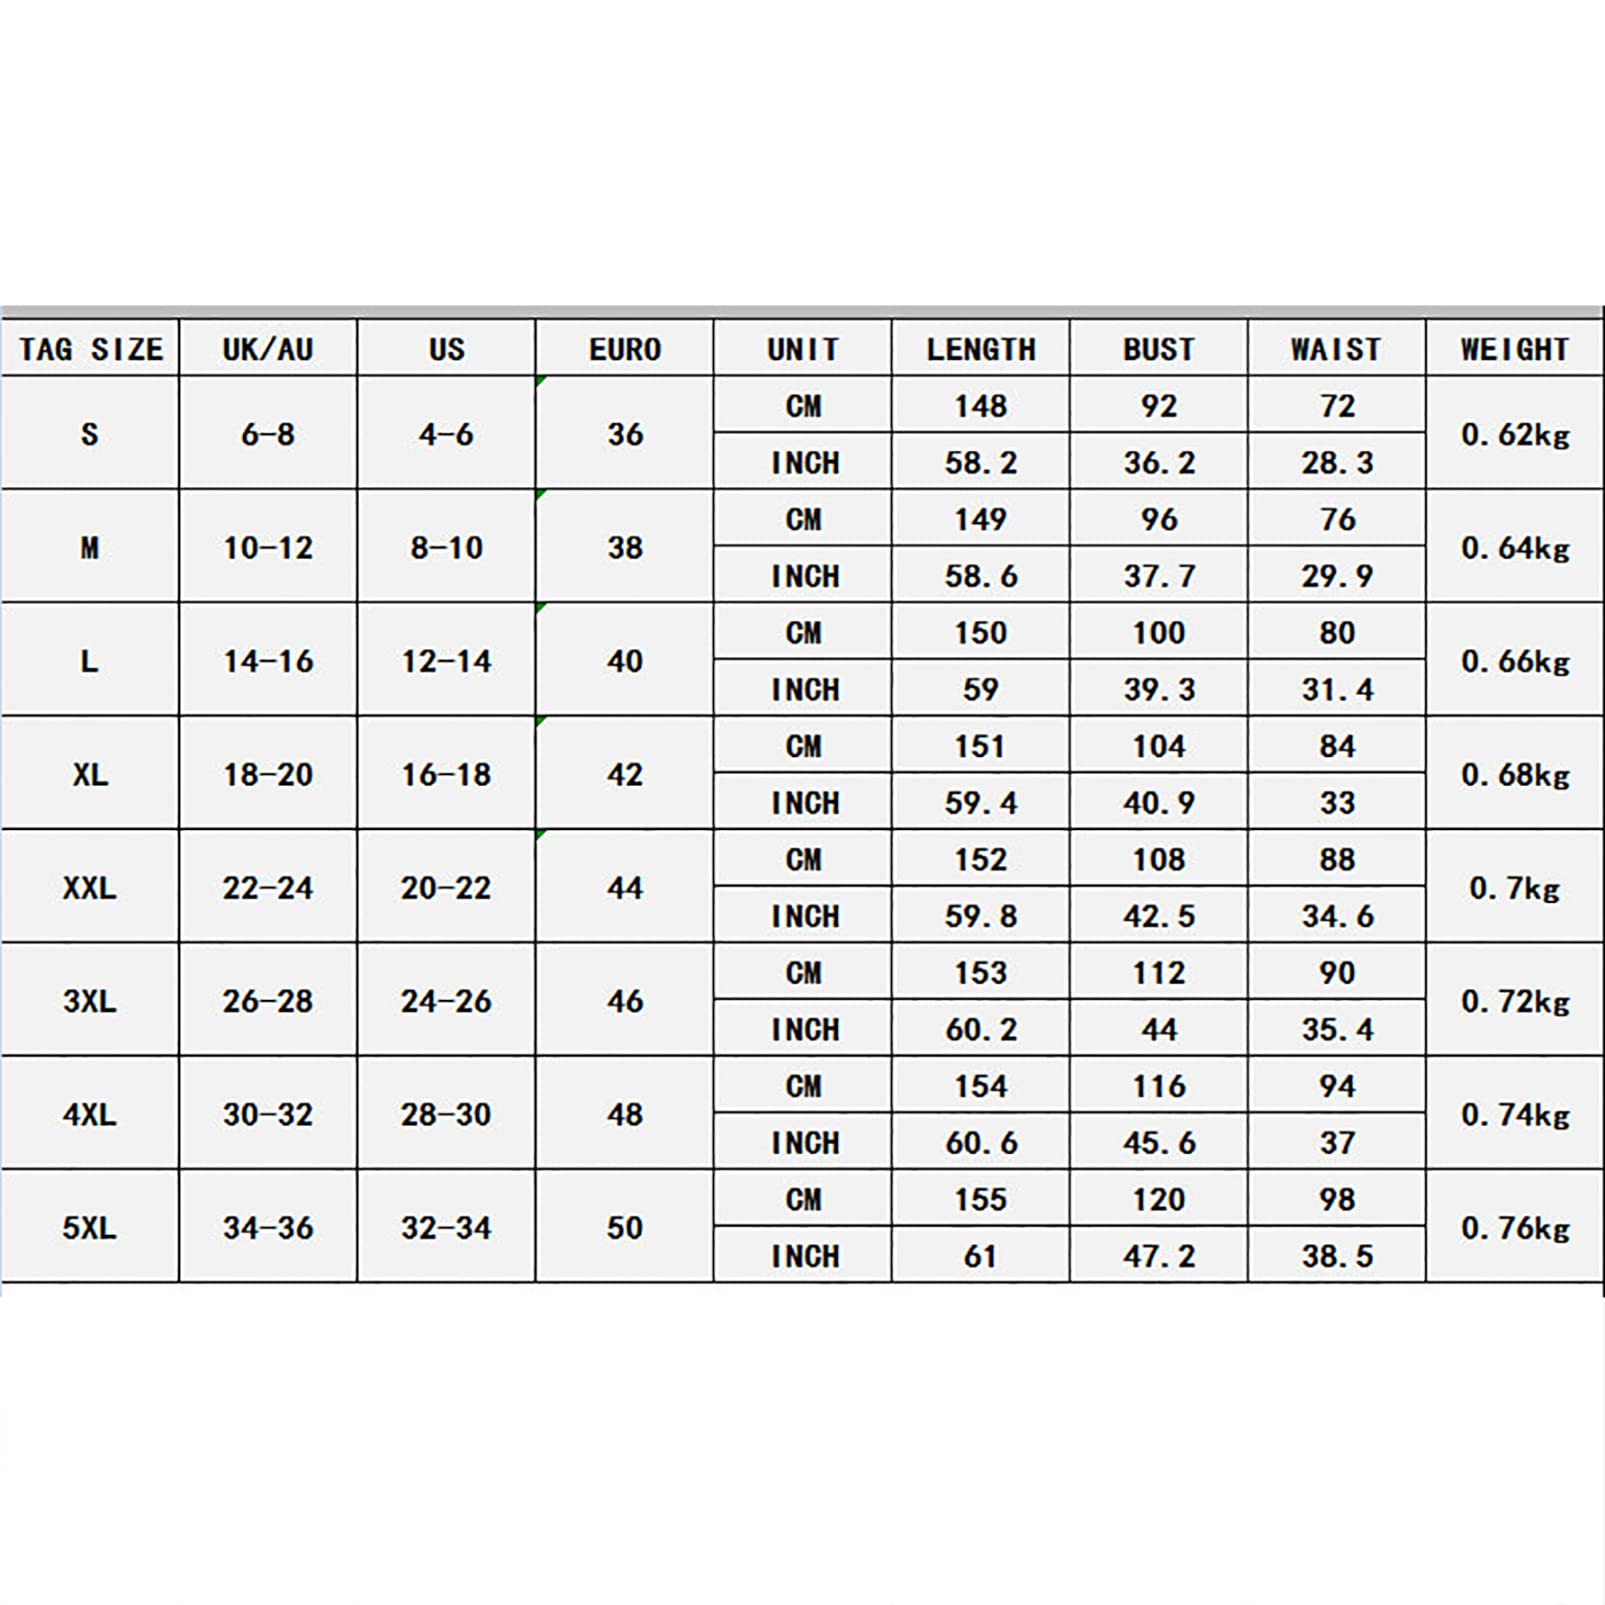 TAG SIZE UK/AU US EURO UNIT LENGTH BUST WAIST WEIGHT
S 6-8 4-6 36 CM 148 92 72 0.62kg
INCH 58.2 36.2 28.3
M 10-12 8-10 38 CM 149 96 76 0.64kg
INCH 58.6 37.7 29.9
L 14-16 12-14 40 CM 150 100 80 0.66kg
INCH 59 39.3 31.4
XL 18-20 16-18 42 CM 151 104 84 0.68kg
INCH 59.4 40.9 33
XXL 22-24 20-22 44 CM 152 108 88 0.7kg
INCH 59.8 42.5 34.6
3XL 26-28 24-26 46 CM 153 112 90 0.72kg
INCH 60.2 44 35.4
4XL 30-32 28-30 48 CM 154 116 94 0.74kg
INCH 60.6 45.6 37
5XL 34-36 32-34 50 CM 155 120 98 0.76kg
INCH 61 47.2 38.5